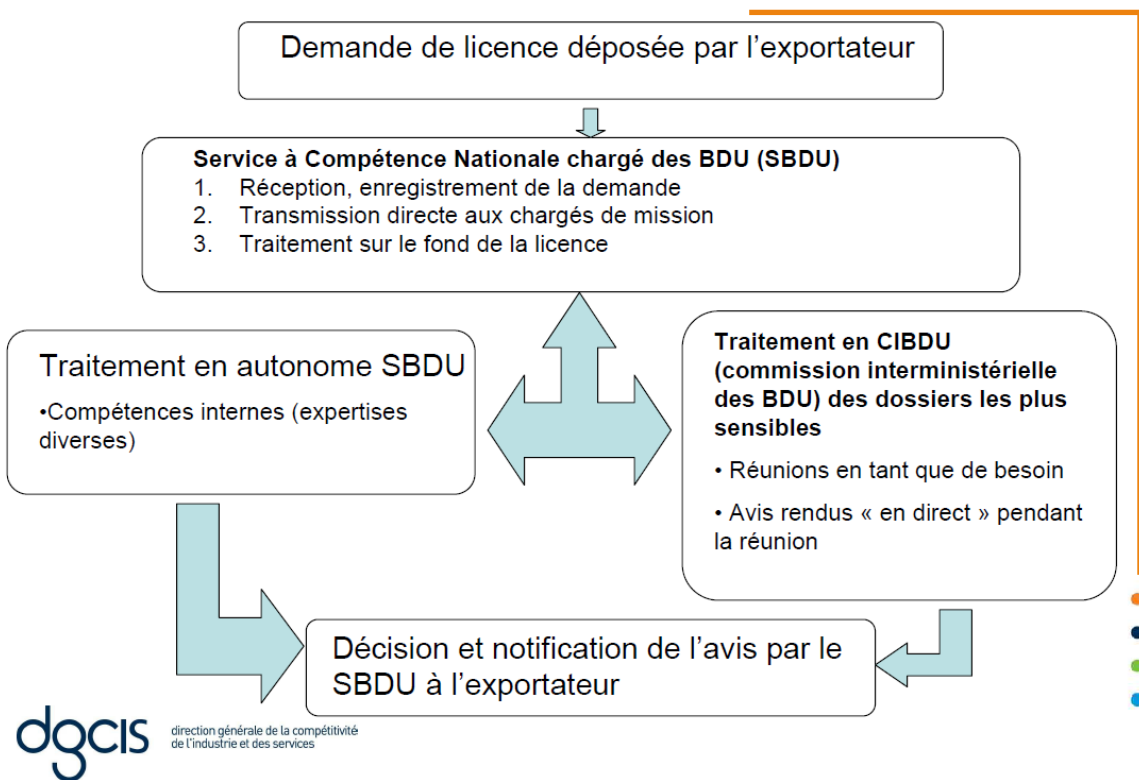 Demande de licence déposée par l’exportateur
Service à Compétence Nationale chargé des BDU (SBDU)
1. Réception, enregistrement de la demande
2. Transmission directe aux chargés de mission
3. Traitement sur le fond de la licence
Traitement en autonome SBDU
•Compétences internes (expertises
diverses)
Traitement en CIBDU
(commission interministérielle
des BDU) des dossiers les plus
sensibles
• Réunions en tant que de besoin
• Avis rendus « en direct » pendant
la réunion
Décision et notification de l’avis par le
SBDU à l’exportateur
dgcis
direction générale de la compétitivité
de l’industrie et des services